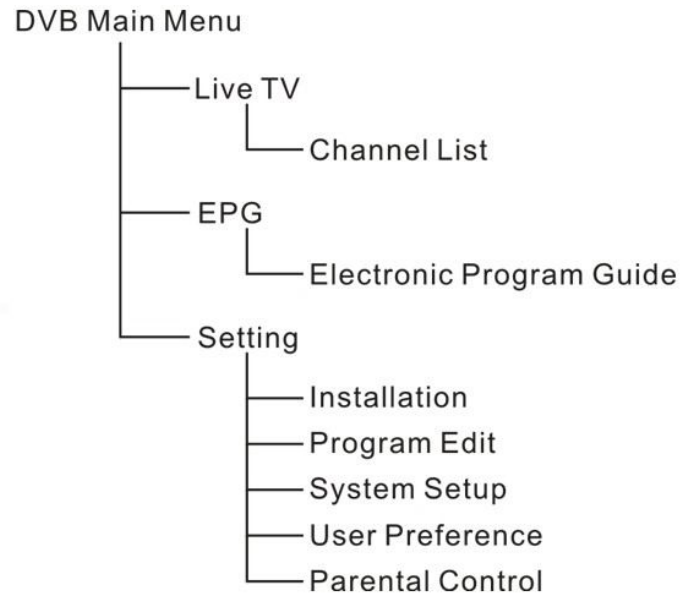 DVB Main Menu
Live TV
Channel List
EPG
Electronic Program Guide
Setting
Installation
Program Edit
System Setup
User Preference
Parental Control